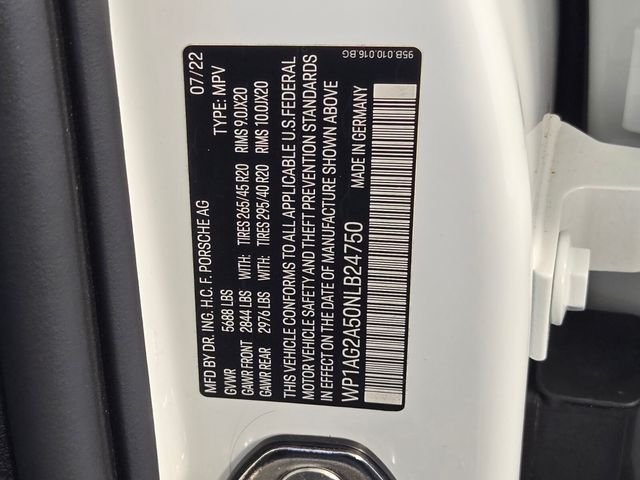 95B.010.016.BG
MFD BY DR. ING. H.C. F. PORSCHE AG 07/22
GVWR 5688 LBS TYPE: MPV
GAWR FRONT 2844 LBS WITH: TIRES 265/45 R20 RIMS 9.0JX20
GAWR REAR 2976 LBS WITH: TIRES 295/40 R20 RIMS 10.0JX20
THIS VEHICLE CONFORMS TO ALL APPLICABLE U.S.FEDERAL
MOTOR VEHICLE SAFETY AND THEFT PREVENTION STANDARDS
IN EFFECT ON THE DATE OF MANUFACTURE SHOWN ABOVE
WP1AG2A50NLB24750 MADE IN GERMANY